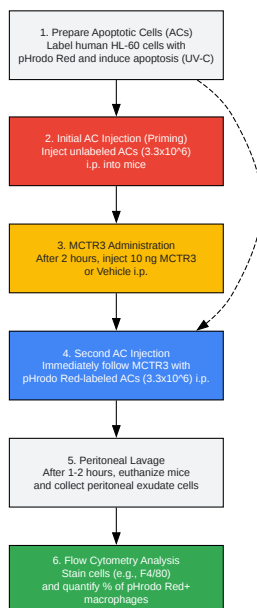 1. Prepare Apoptotic Cells (ACs)
Label human HL-60 cells with
pHrodo Red and induce apoptosis (UV-C)
2. Initial AC Injection (Priming)
Inject unlabeled ACs (3.3x10^6)
i.p. into mice
3. MCTR3 Administration
After 2 hours, inject 10 ng MCTR3
or Vehicle i.p.
4. Second AC Injection
Immediately follow MCTR3 with
pHrodo Red-labeled ACs (3.3x10^6) i.p.
5. Peritoneal Lavage
After 1-2 hours, euthanize mice
and collect peritoneal exudate cells
6. Flow Cytometry Analysis
Stain cells (e.g., F4/80)
and quantify % of pHrodo Red+
macrophages